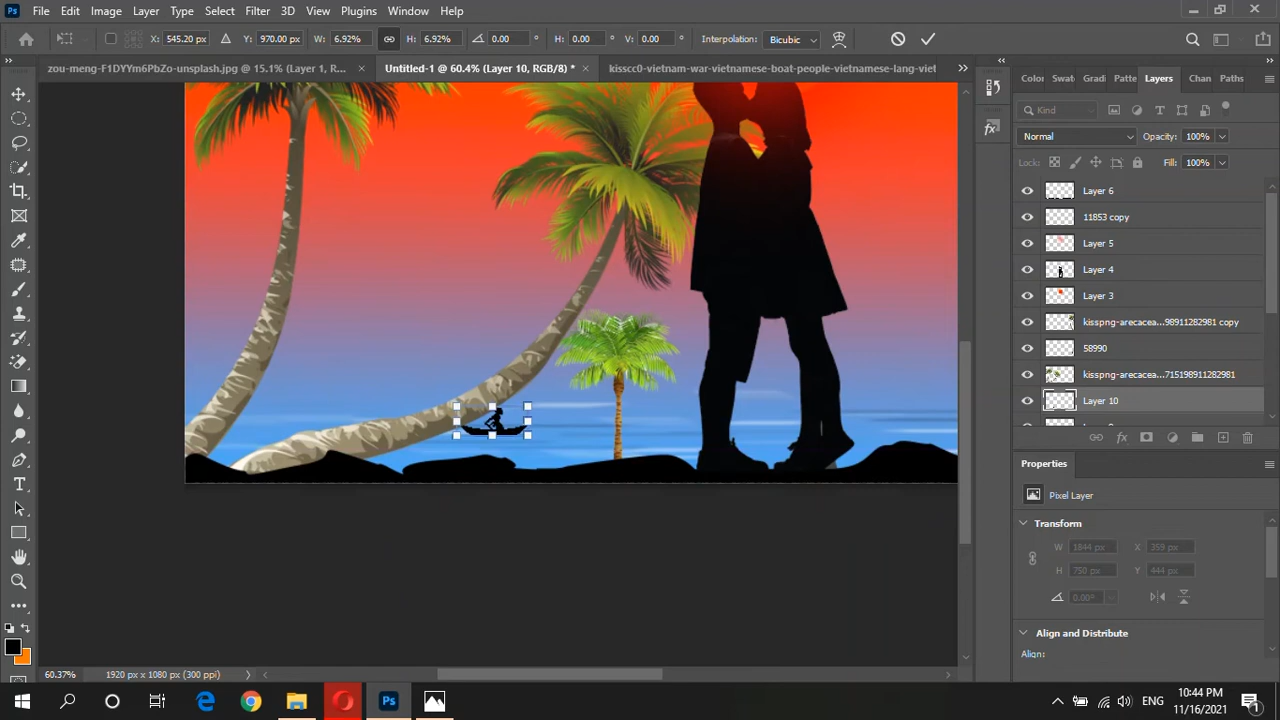 Ps File Edit Image Layer Type Select Filter 3D View Plugins Window Help
X: 545.20 px Y: 970.00 px W: 6.92% H: 6.92% 0.00 ° H: 0.00 ° V: 0.00 ° Interpolation: Bicubic
zou-meng-F1DYYm6PbZo-unsplash.jpg @ 15.1% (Layer 1, R... × Untitled-1 @ 60.4% (Layer 10, RGB/8) * × kisscc0-vietnam-war-vietnamese-boat-people-vietnamese-lang-viet
Color Swat Gradi Patte Layers Chan Paths
Kind
Normal Opacity: 100%
Lock: Fill: 100%
Layer 6
11853 copy
Layer 5
Layer 4
Layer 3
kisspng-arecacea...98911282981 copy
58990
kisspng-arecacea...715198911282981
Layer 10
fx
Properties
Pixel Layer
Transform
W 1844 px X 359 px
H 750 px Y 444 px
0.00°
Align and Distribute
Align:
60.37% 1920 px x 1080 px (300 ppi)
Ps ENG 10:44 PM 11/16/2021 1